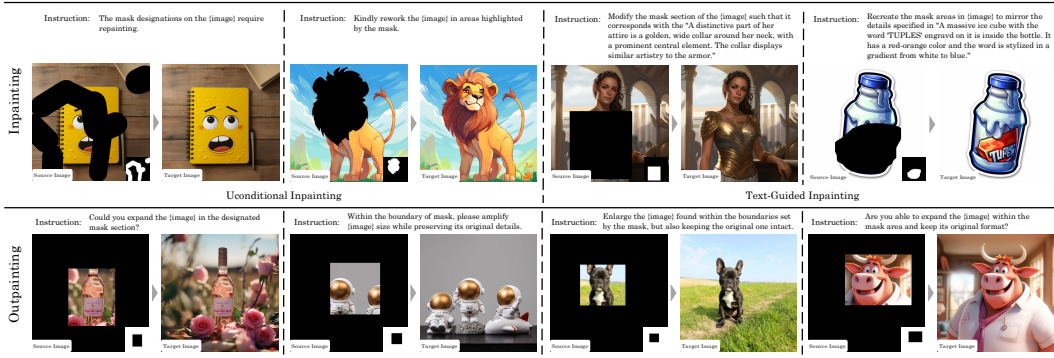 Instruction: The mask designations on the {image} require
repainting.
Instruction: Kindly rework the {image} in areas highlighted
by the mask.
Instruction: Modify the mask section of the {image} such that it
corresponds with the "A distinctive part of her
attire is a golden, wide collar around her neck, with
a prominent central element. The collar displays
similar artistry to the armor."
Instruction: Recreate the mask areas in {image} to mirror the
details specified in "A massive ice cube with the
word 'TUPLES' engravd on it is inside the bottle. It
has a red-orange color and the word is stylized in a
gradient from white to blue."
Inpainting
Source Image
Target Image
Source Image
Target Image
Source Image
Target Image
Source Image
TUPLES
Target Image
Unconditional Inpainting
Text-Guided Inpainting
Instruction: Could you expand the {image} in the designated
mask section?
Instruction: Within the boundary of mask, please amplify
{image} size while preserving its original details.
Instruction: Enlarge the {image} found within the boundaries set
by the mask, but also keeping the original one intact.
Instruction: Are you able to expand the {image} within the
mask area and keep its original format?
Outpainting
Source Image
Target Image
Source Image
Target Image
Source Image
Target Image
Source Image
Target Image